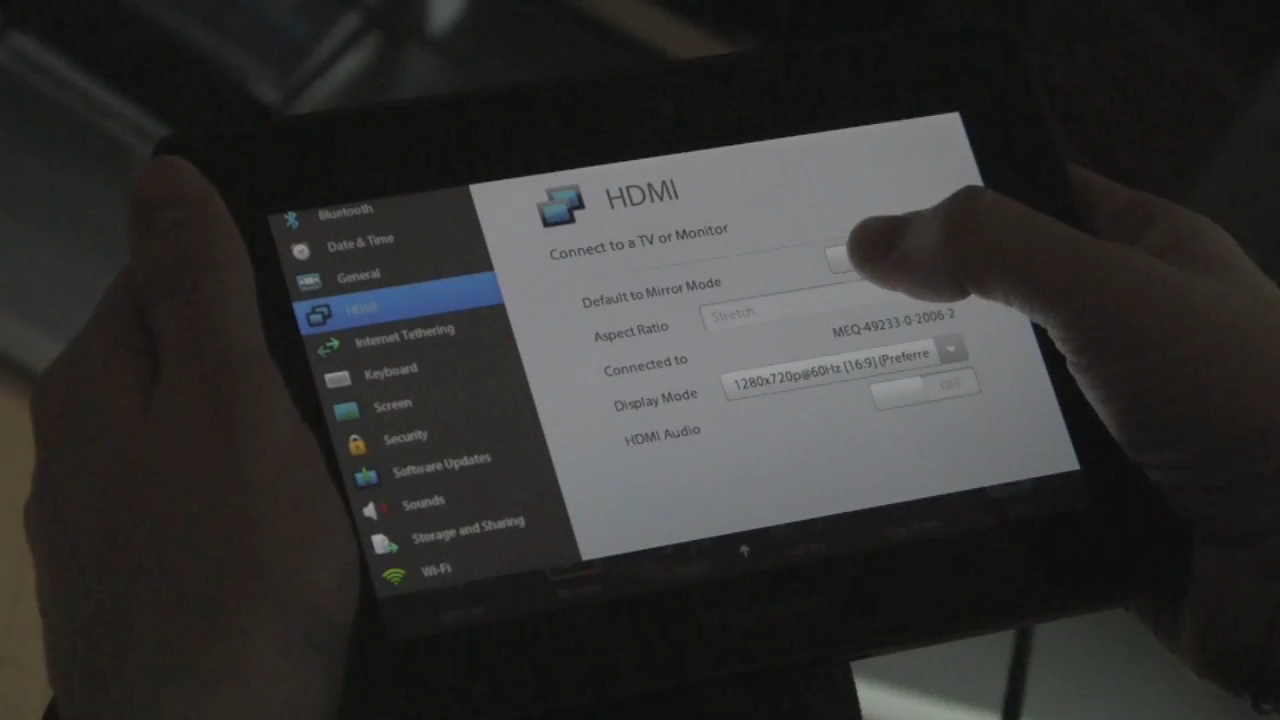 Bluetooth
Date & Time
General
HDMI
Internet Tethering
Keyboard
Screen
Security
Software Updates
Sounds
Storage and Sharing
Wi-Fi
HDMI
Connect to a TV or Monitor
Default to Mirror Mode
Aspect Ratio Stretch
Connected to MEQ-49233-0-2006-2
Display Mode 1280x720p@60Hz [16:9] (Preferre
HDMI Audio OFF